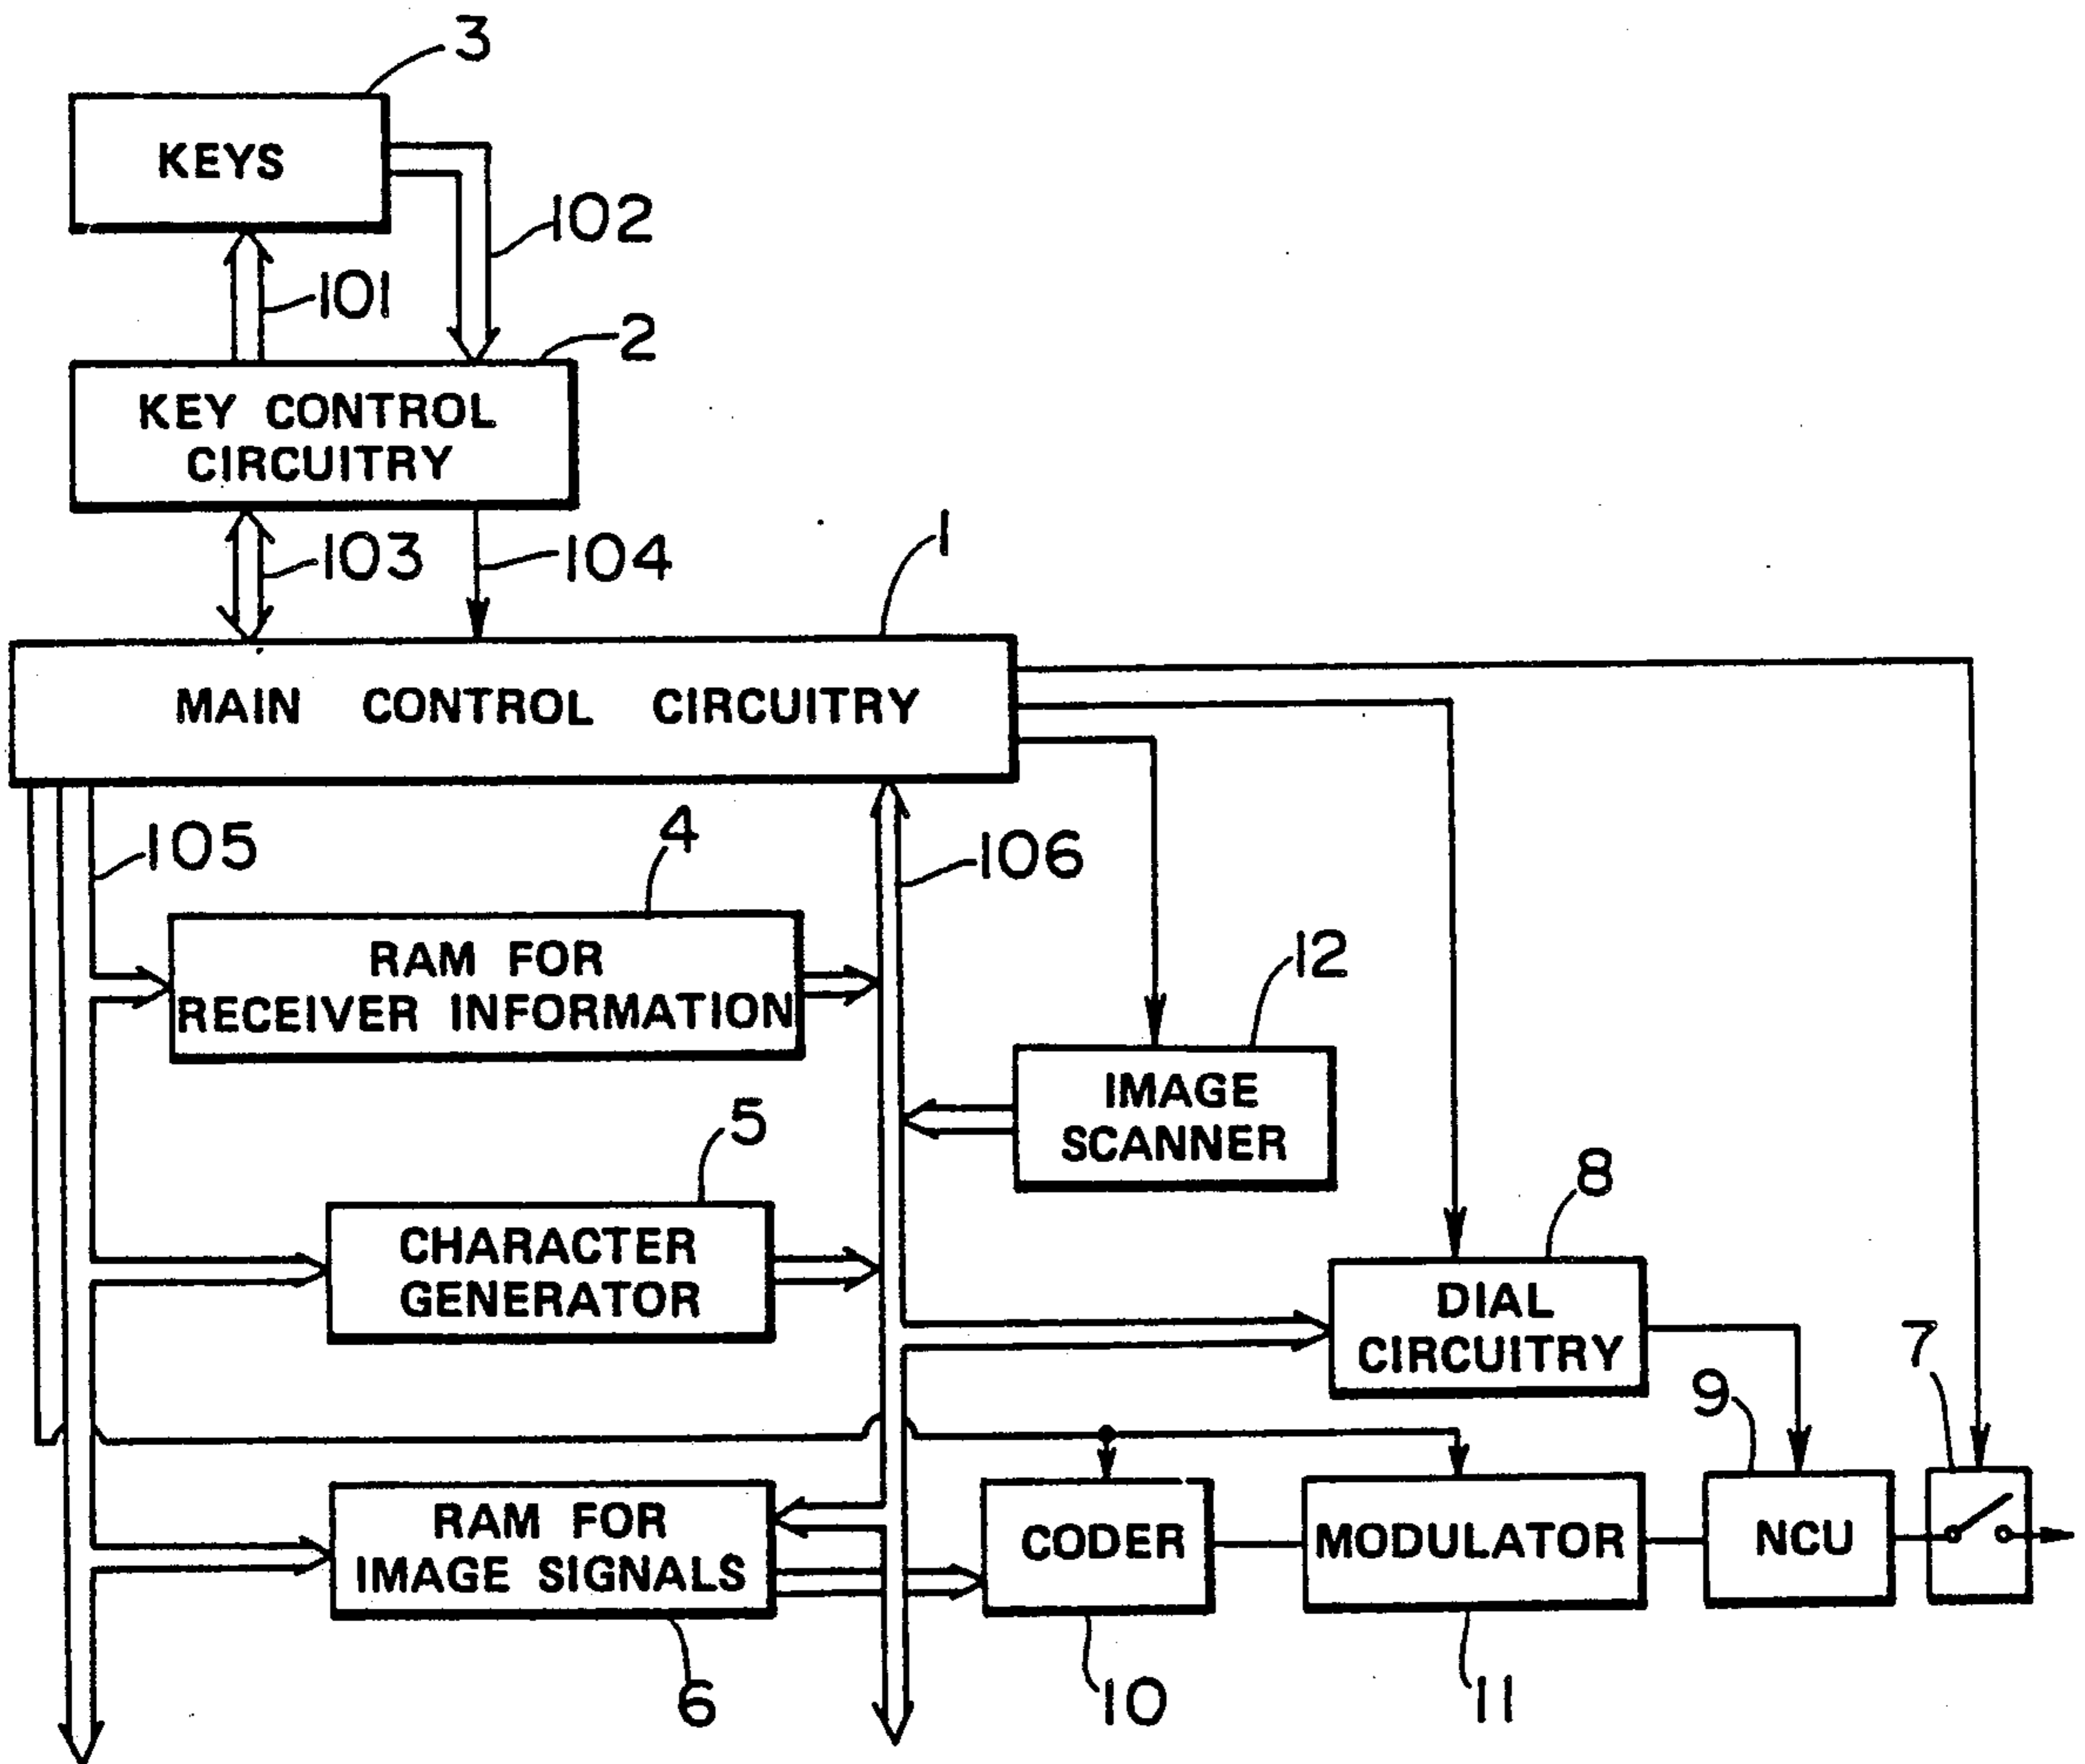 3
KEYS
102
101
2
KEY CONTROL
CIRCUITRY
103
104
1
MAIN CONTROL CIRCUITRY
105
4
106
RAM FOR
RECEIVER INFORMATION
12
IMAGE
SCANNER
5
8
CHARACTER
GENERATOR
DIAL
CIRCUITRY
7
9
RAM FOR
IMAGE SIGNALS
CODER
MODULATOR
NCU
6
10
11